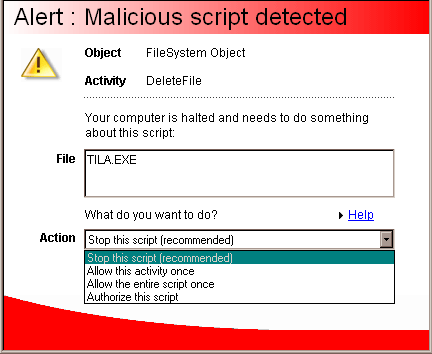 Alert : Malicious script detected
Object FileSystem Object
Activity DeleteFile
Your computer is halted and needs to do something
about this script:
File TILA.EXE
What do you want to do? Help
Action Stop this script (recommended)
Stop this script (recommended)
Allow this activity once
Allow the entire script once
Authorize this script